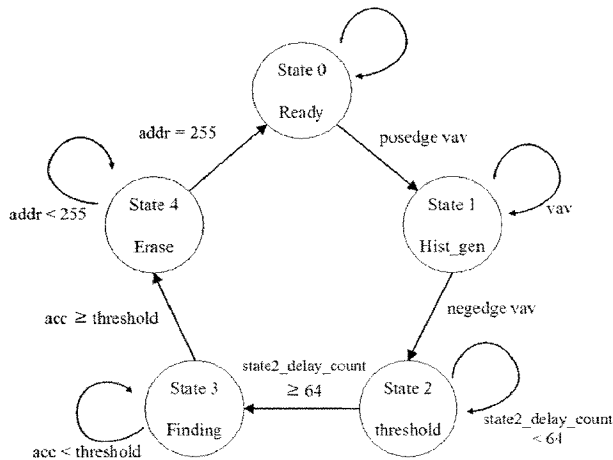 State 0
Ready
addr = 255
posedge vav
State 4
Erase
addr < 255
State 1
Hist_gen
vav
acc ≥ threshold
negedge vav
state2_delay_count
≥ 64
State 3
Finding
State 2
threshold
state2_delay_count
< 64
acc < threshold